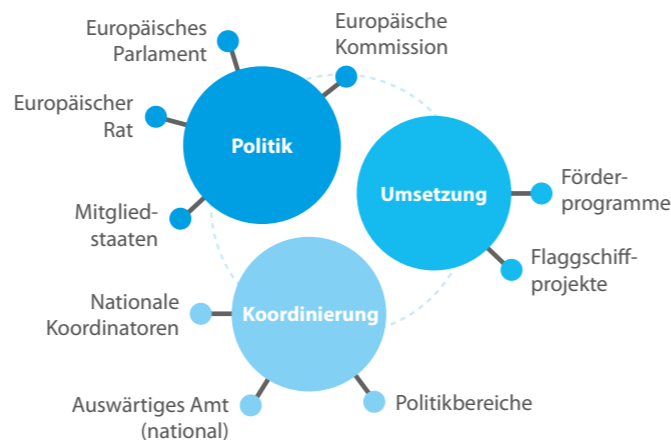 Europäisches
Parlament
Europäische
Kommission
Europäischer
Rat
Politik
Mitglied-
staaten
Umsetzung
Förder-
programme
Flaggschiff-
projekte
Nationale
Koordinatoren
Koordinierung
Auswärtiges Amt
(national)
Politikbereiche